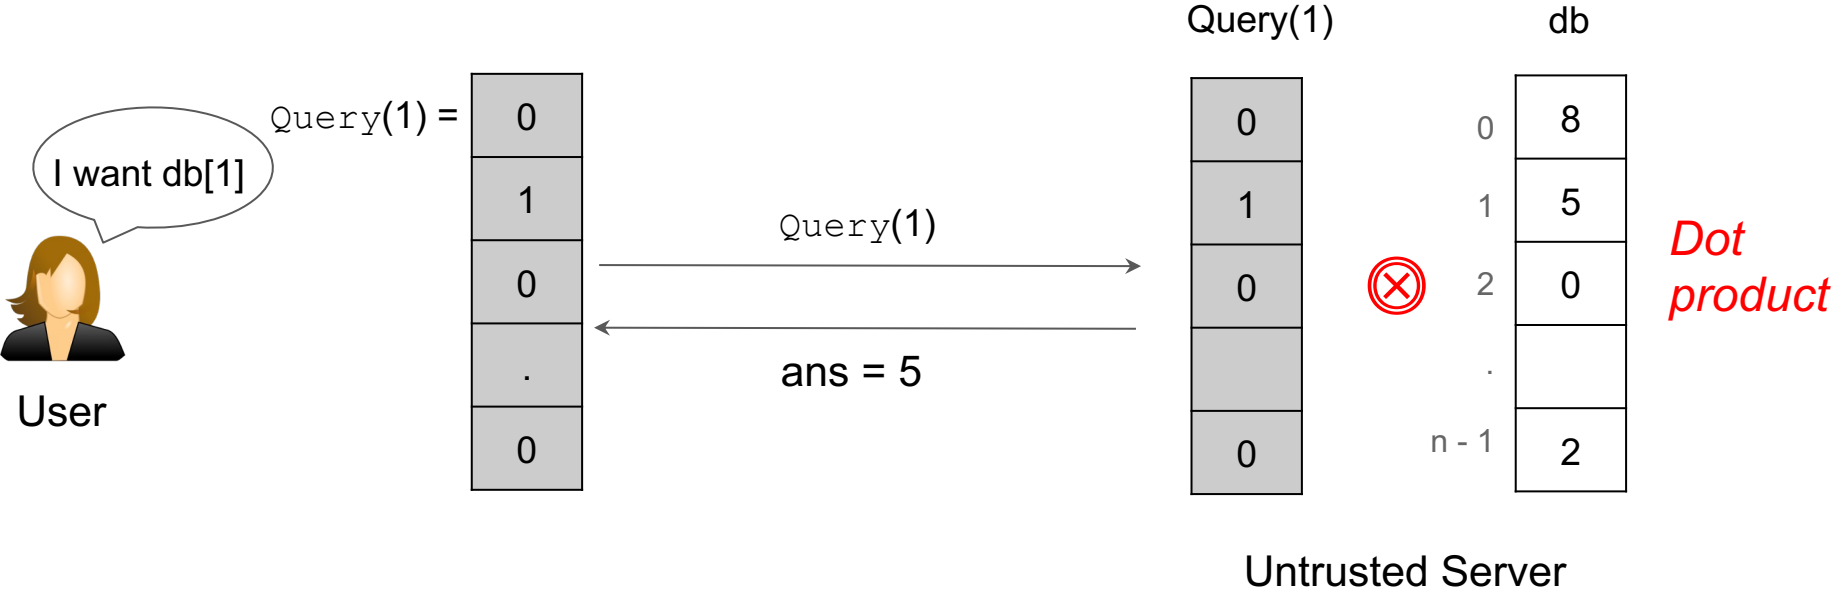 Query(1)
db
Query(1) =
0
1
0
.
0
I want db[1]
User
Query(1)
ans = 5
0
1
0
0
0
1
2
.
n - 1
8
5
0
2
Dot
product
Untrusted Server